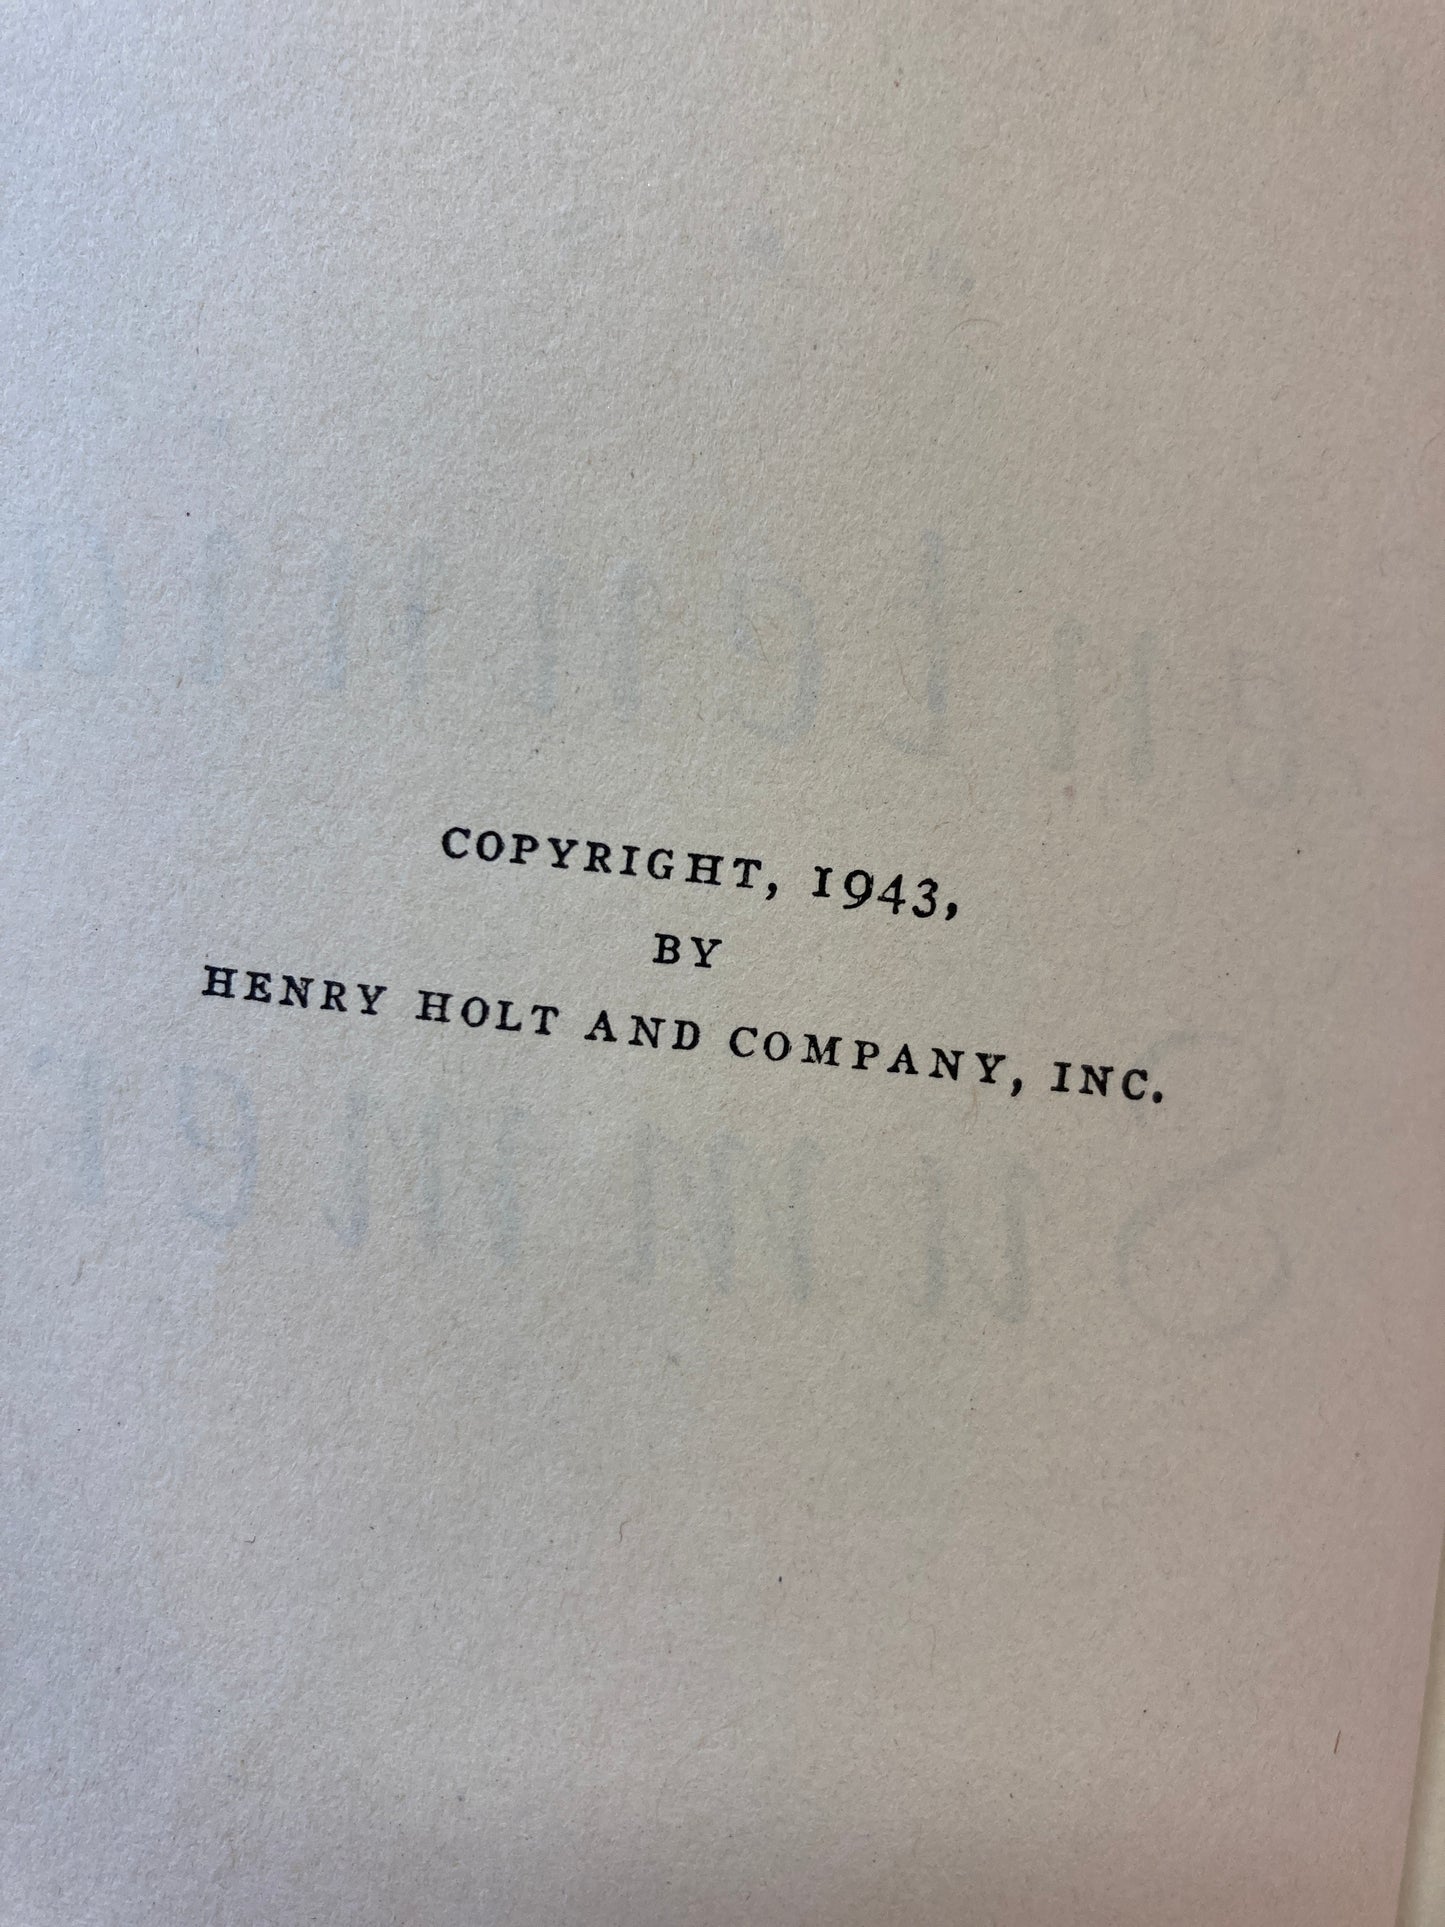 COPYRIGHT, 1943,
BY
HENRY HOLT AND COMPANY, INC.